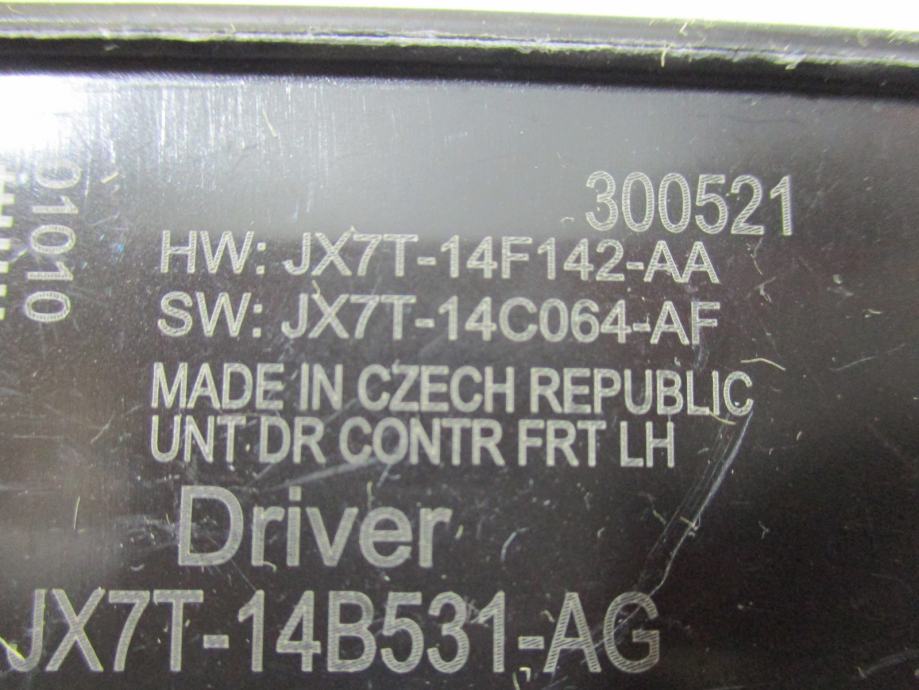 300521
01010
HW: JX7T-14F142-AA
SW: JX7T-14C064-AF
MADE IN CZECH REPUBLIC
UNT DR CONTR FRT LH
Driver
JX7T-14B531-AG